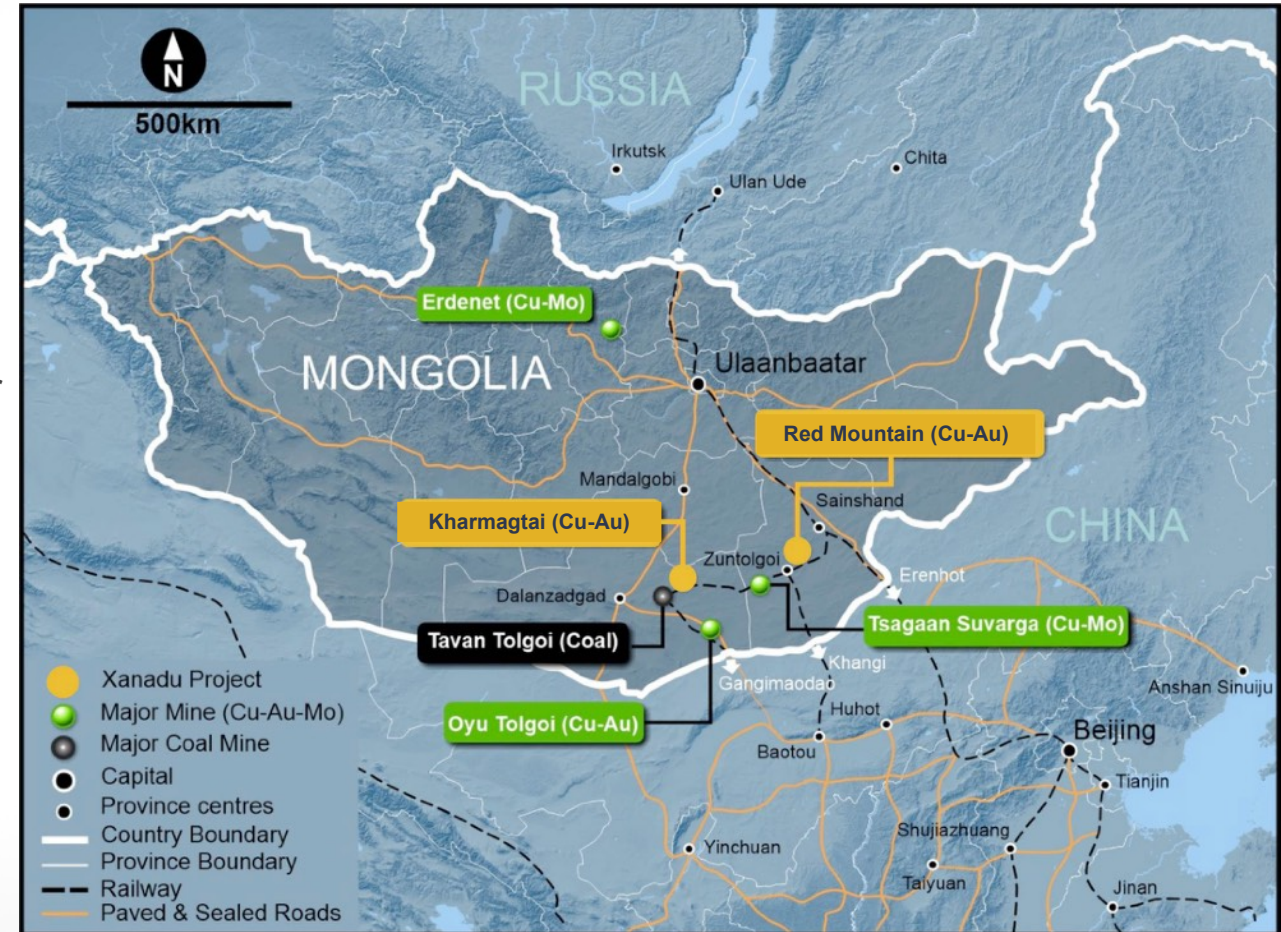 N
500km
RUSSIA
Irkutsk
Chita
Ulan Ude
Erdenet (Cu-Mo)
MONGOLIA
Ulaanbaatar
Red Mountain (Cu-Au)
Mandalgobi
Sainshand
Kharmagtai (Cu-Au)
CHINA
Zuntolgoi
Erenhot
Dalanzadgad
Tsagaan Suvarga (Cu-Mo)
Tavan Tolgoi (Coal)
Khangi
Gangimaodao
Anshan Sinuiju
Oyu Tolgoi (Cu-Au)
Huhot
Baotou
Beijing
Tianjin
Shujiazhuang
Yinchuan
Taiyuan
Jinan
Xanadu Project
Major Mine (Cu-Au-Mo)
Major Coal Mine
Capital
Province centres
Country Boundary
Province Boundary
Railway
Paved & Sealed Roads